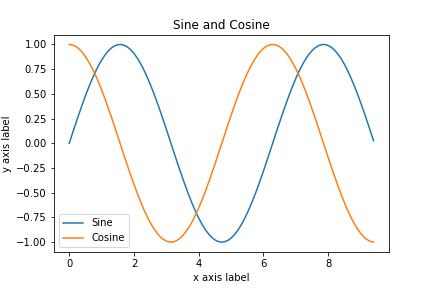 Sine and Cosine
1.00
0.75
0.50
0.25
0.00
−0.25
−0.50
−0.75
−1.00
y axis label
Sine
Cosine
0 2 4 6 8
x axis label